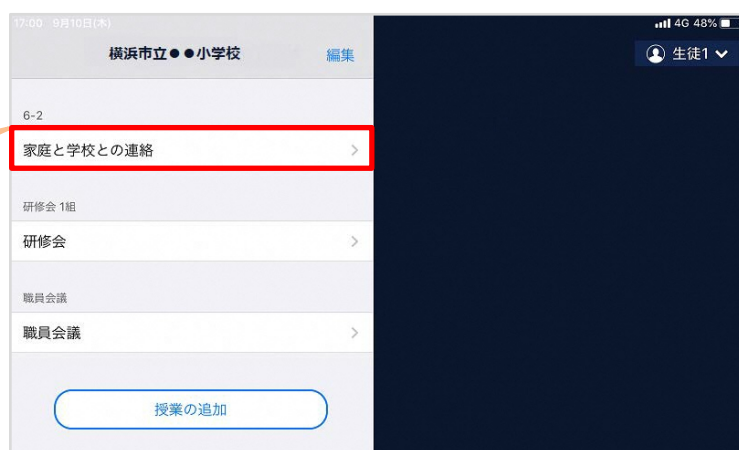 17:00 9月10日(木)
4G 48%
横浜市立●●小学校 編集
生徒1
6-2
家庭と学校との連絡
研修会 1組
研修会
職員会議
職員会議
授業の追加